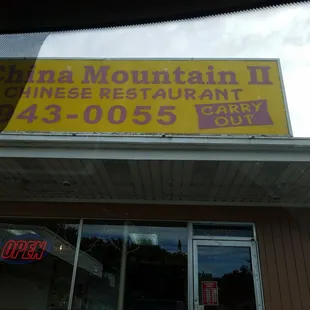 China Mountain II
CHINESE RESTAURANT
943-0055
CARRY
OUT
OPEN